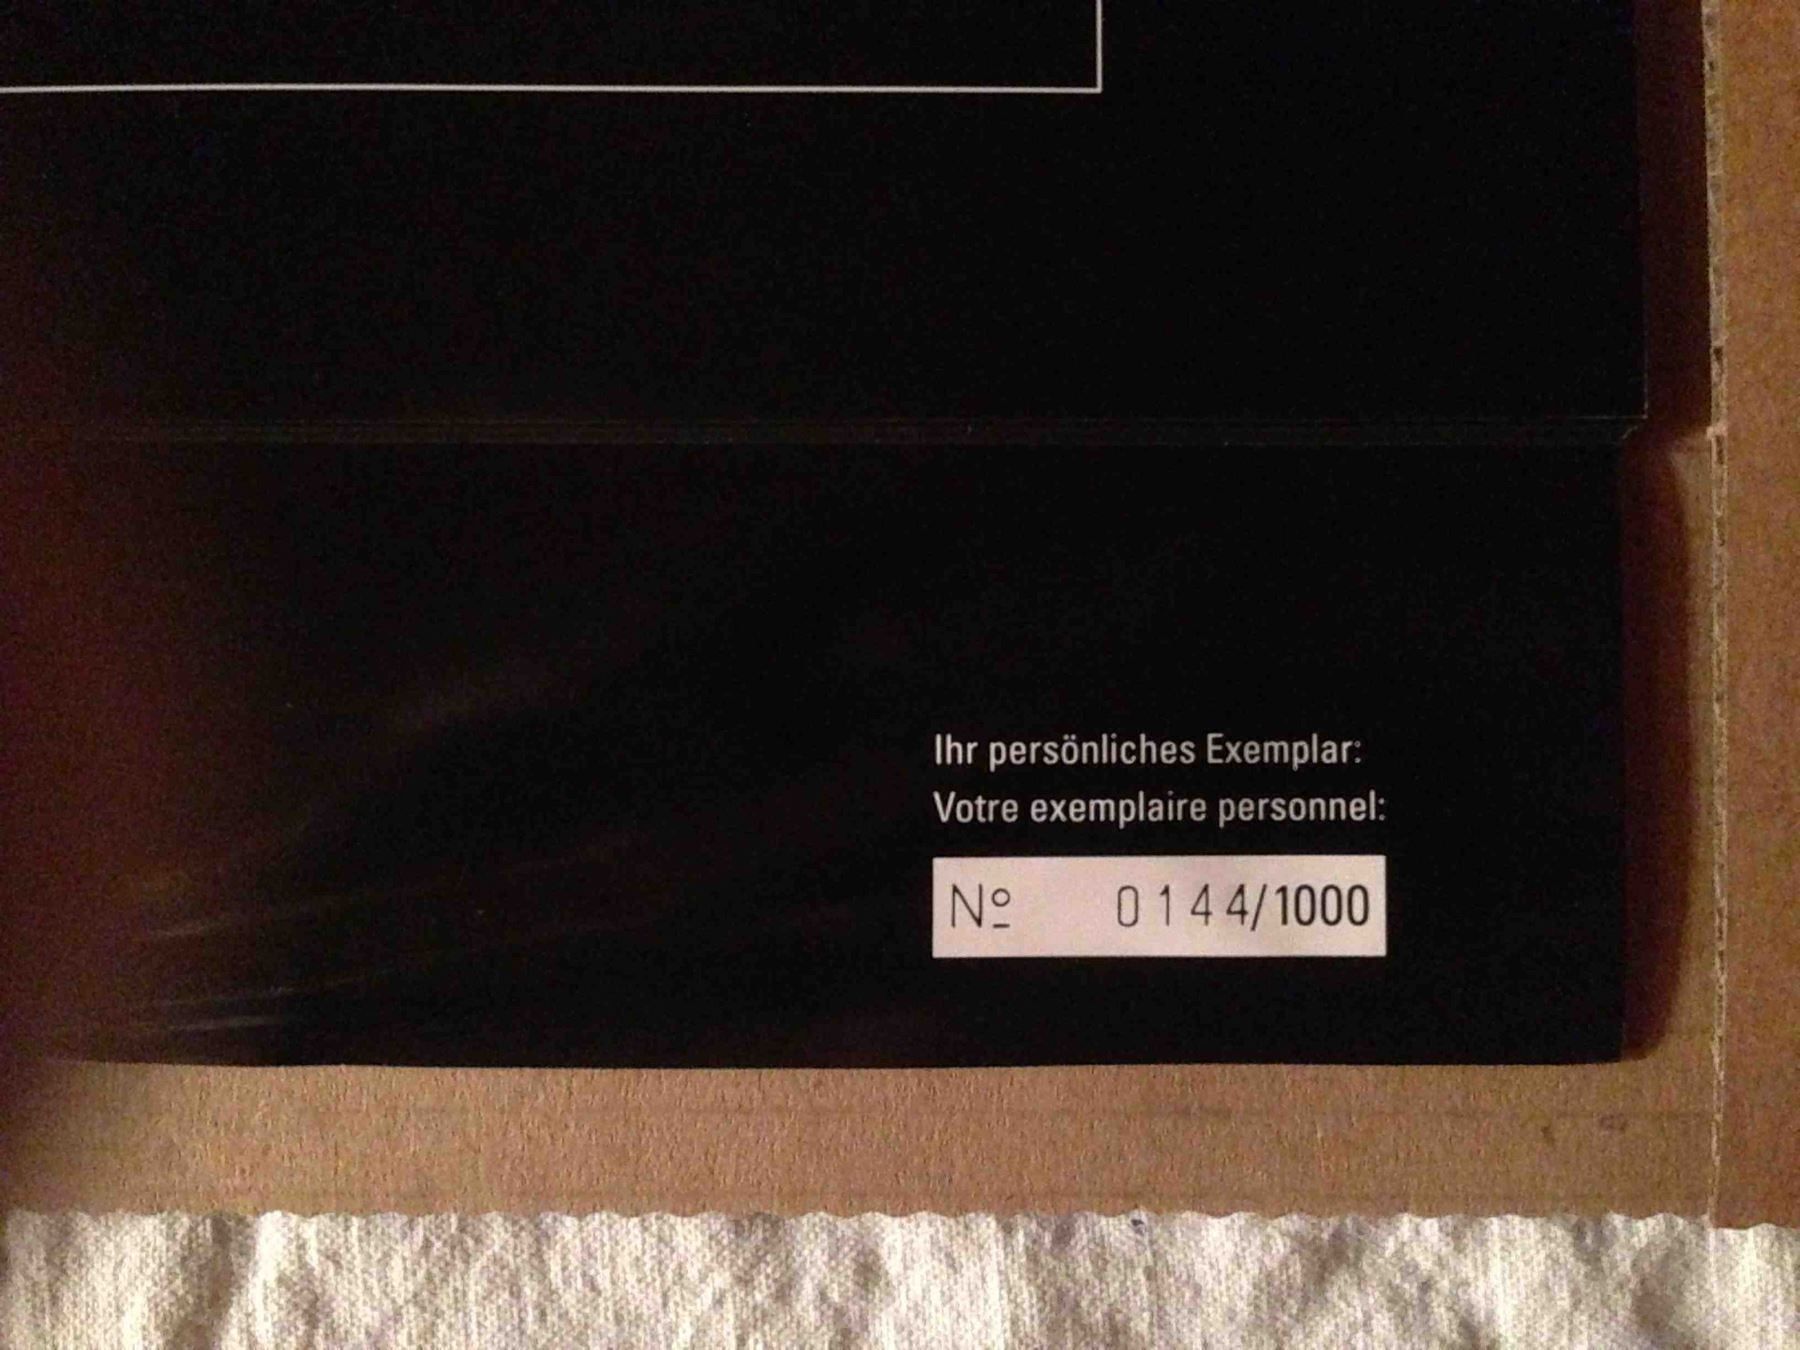 Ihr persönliches Exemplar:
Votre exemplaire personnel:
Nº 0144/1000